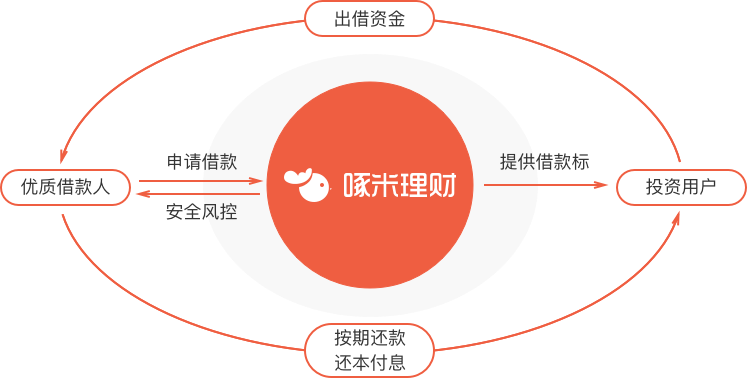 出借资金
申请借款
提供借款标
优质借款人
啄米理财
投资用户
安全风控
按期还款
还本付息